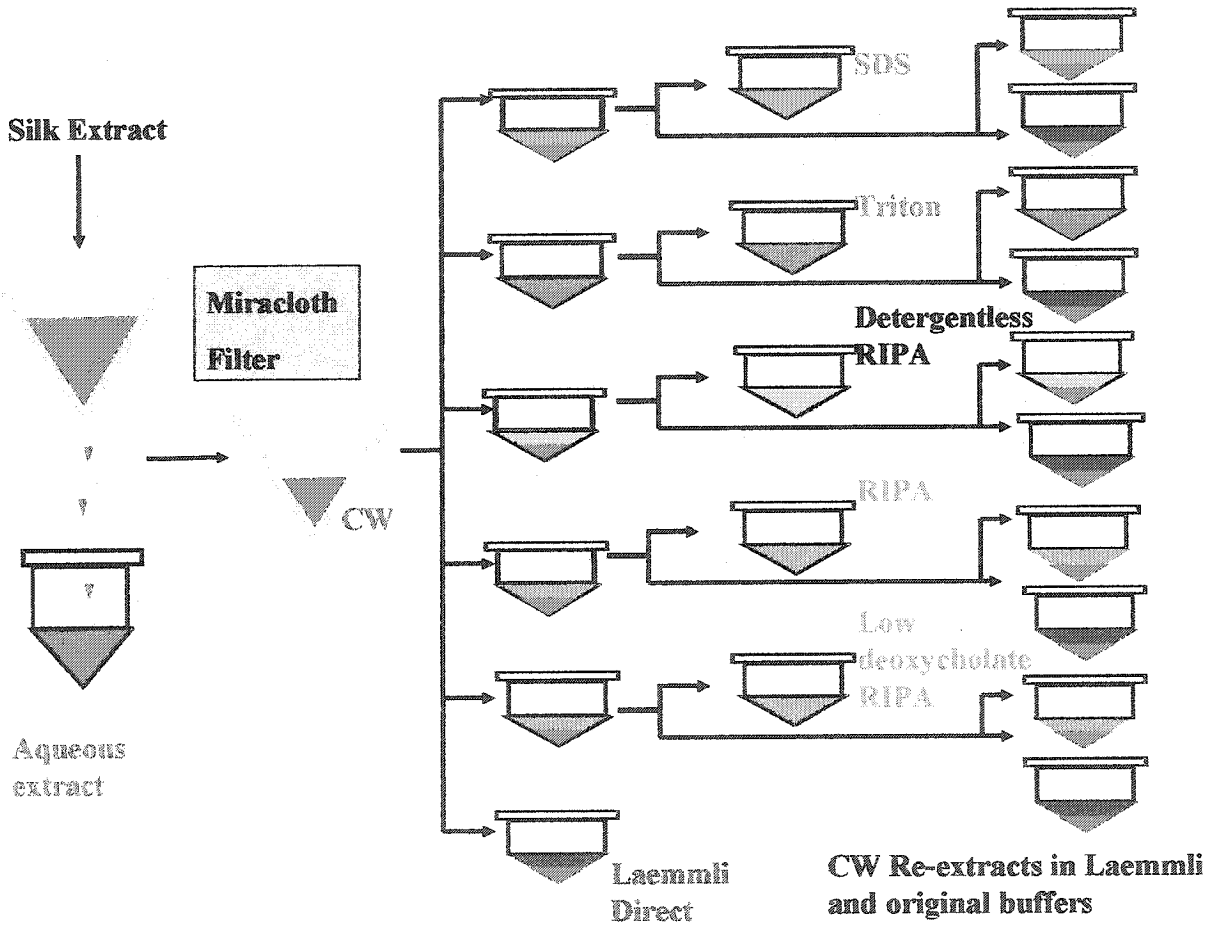 Silk Extract
Miracloth
Filter
CW
Aqueous
extract
SDS
Triton
Detergentless
RIPA
RIPA
Low
deoxycholate
RIPA
Laemmli
Direct
CW Re-extracts in Laemmli
and original buffers